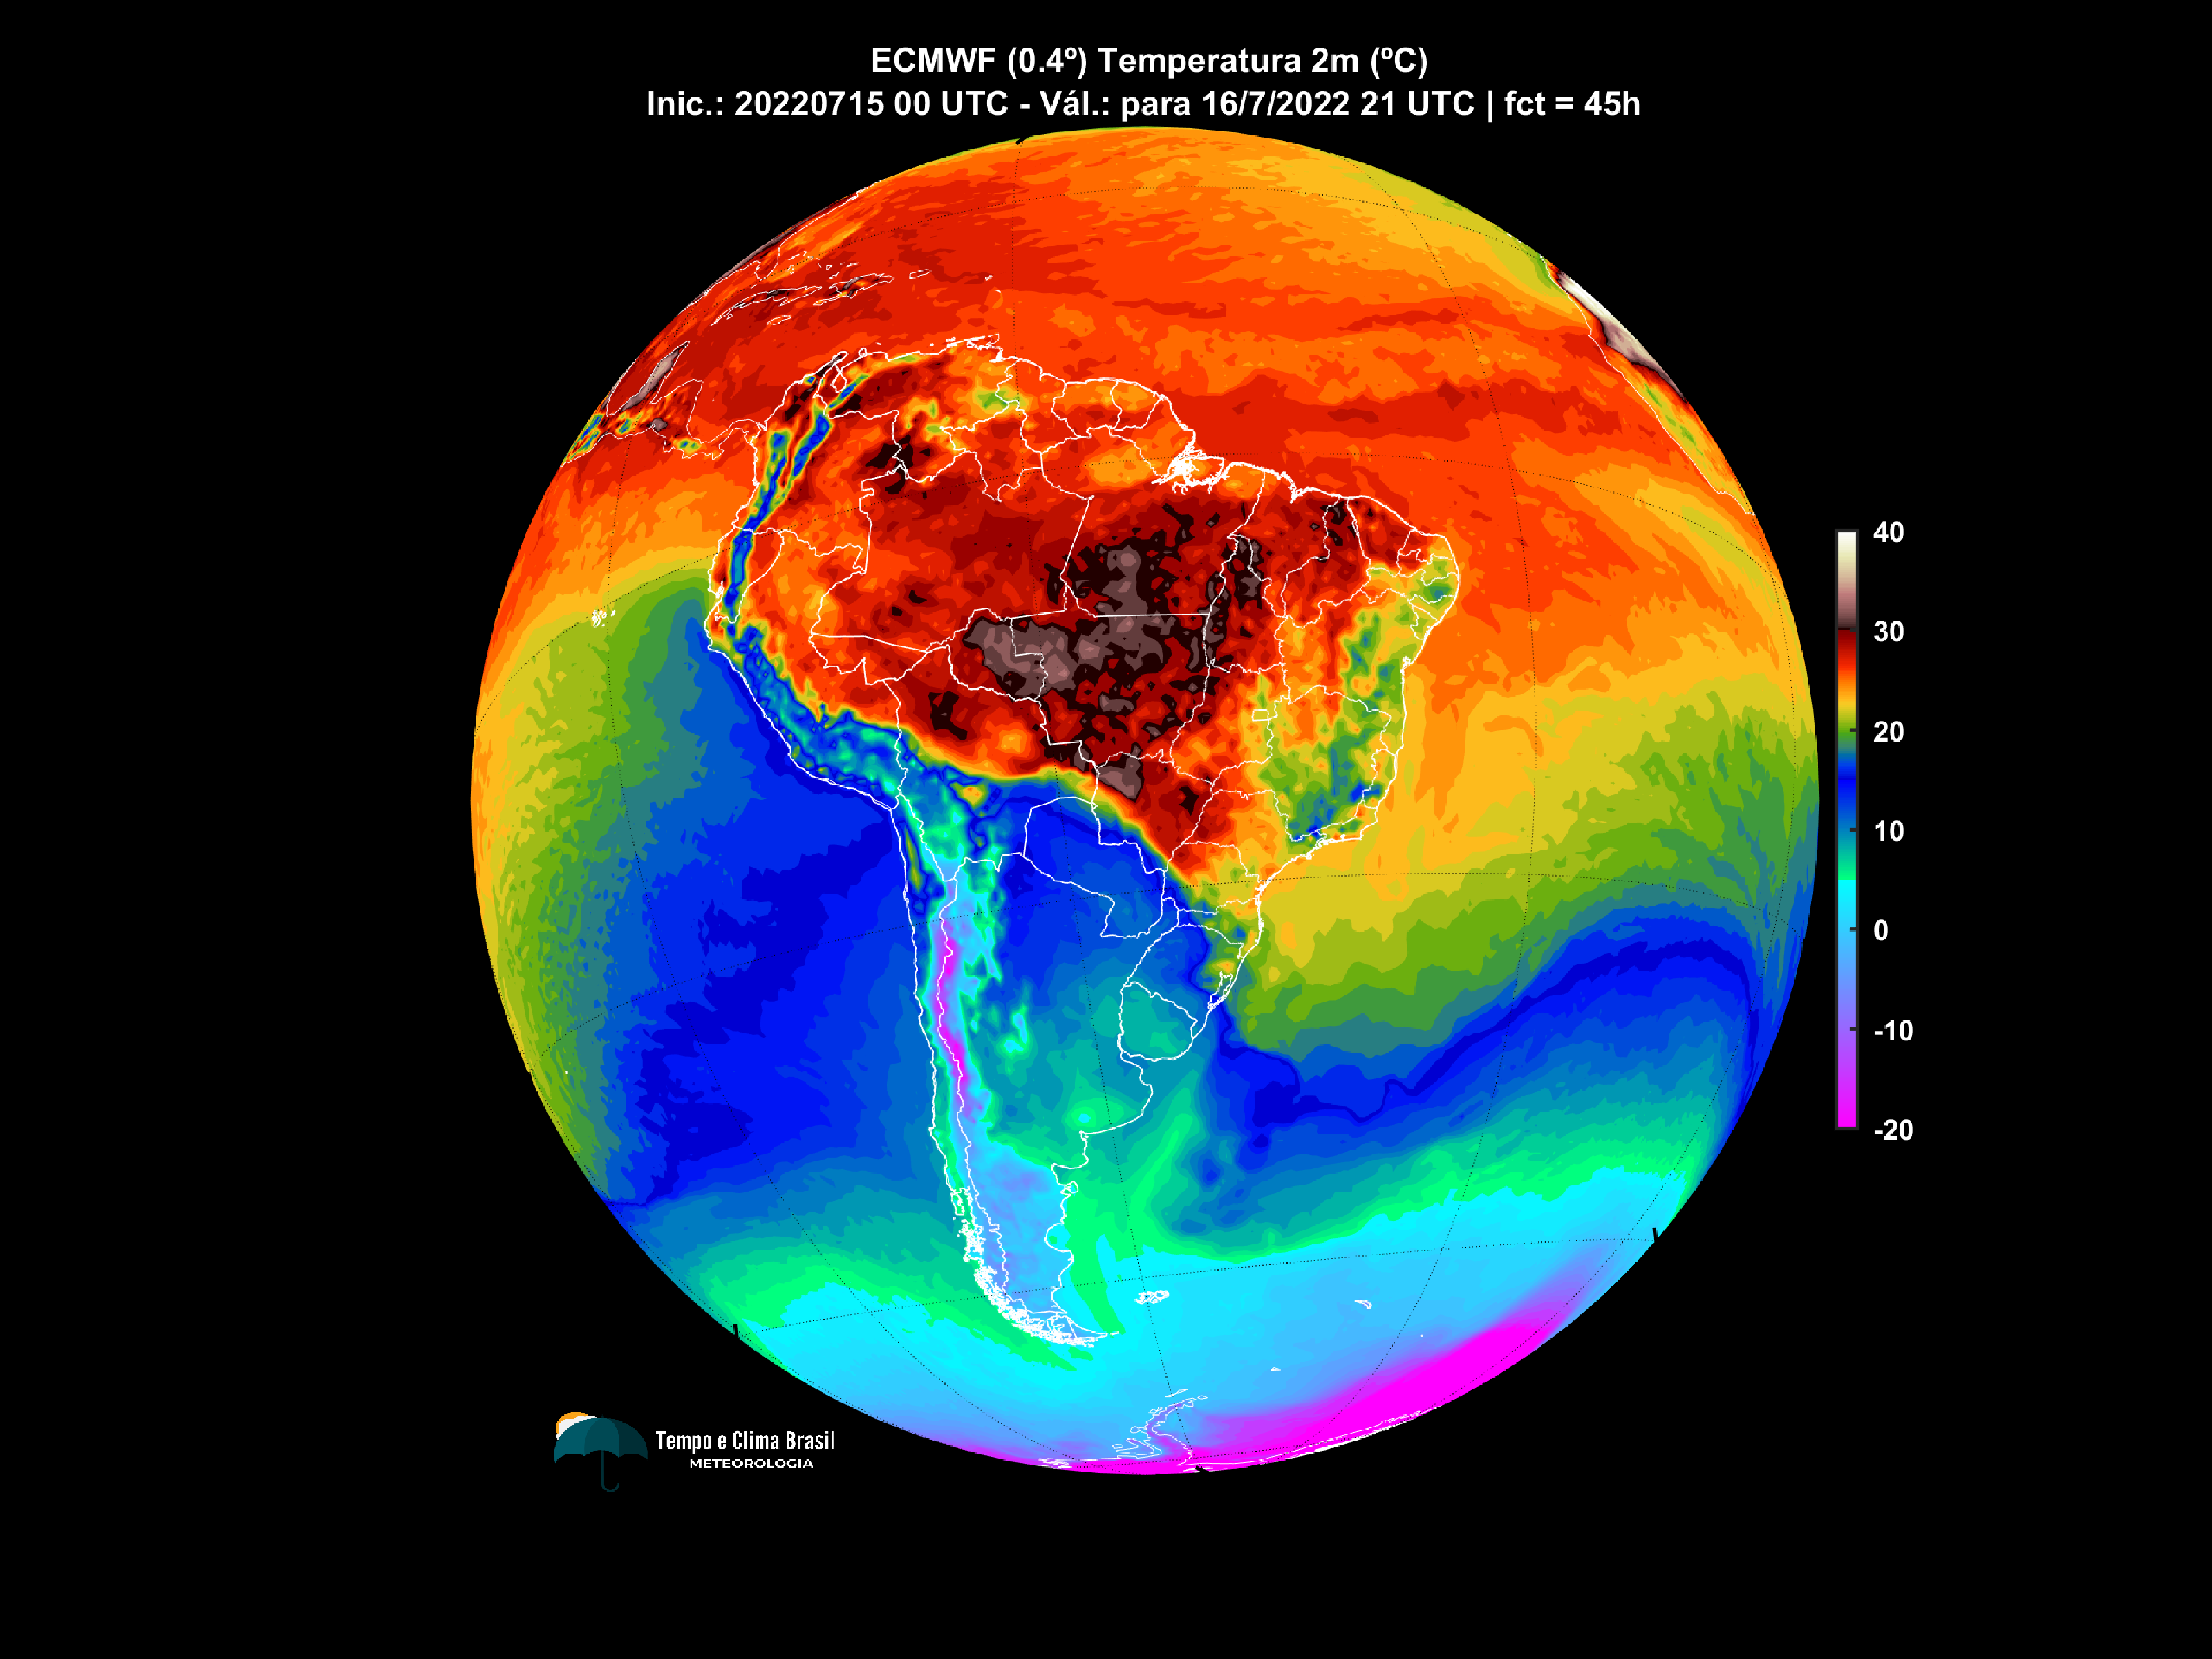 ECMWF (0.4º) Temperatura 2m (ºC)
Inic.: 20220715 00 UTC - Vál.: para 16/7/2022 21 UTC | fct = 45h
40
30
20
10
0
-10
-20
Tempo e Clima Brasil
METEOROLOGIA